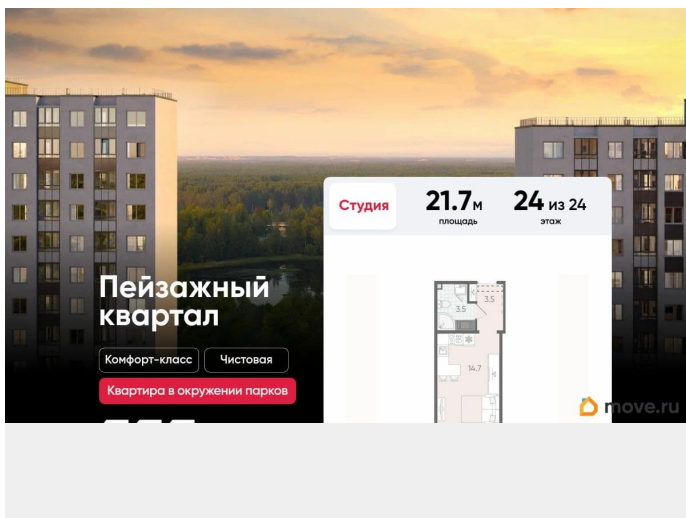 Студия
21.7 м
площадь
24 из 24
этаж
Пейзажный
квартал
Комфорт-класс
Чистовая
Квартира в окружении парков
3.5
3.5
14.7
move.ru